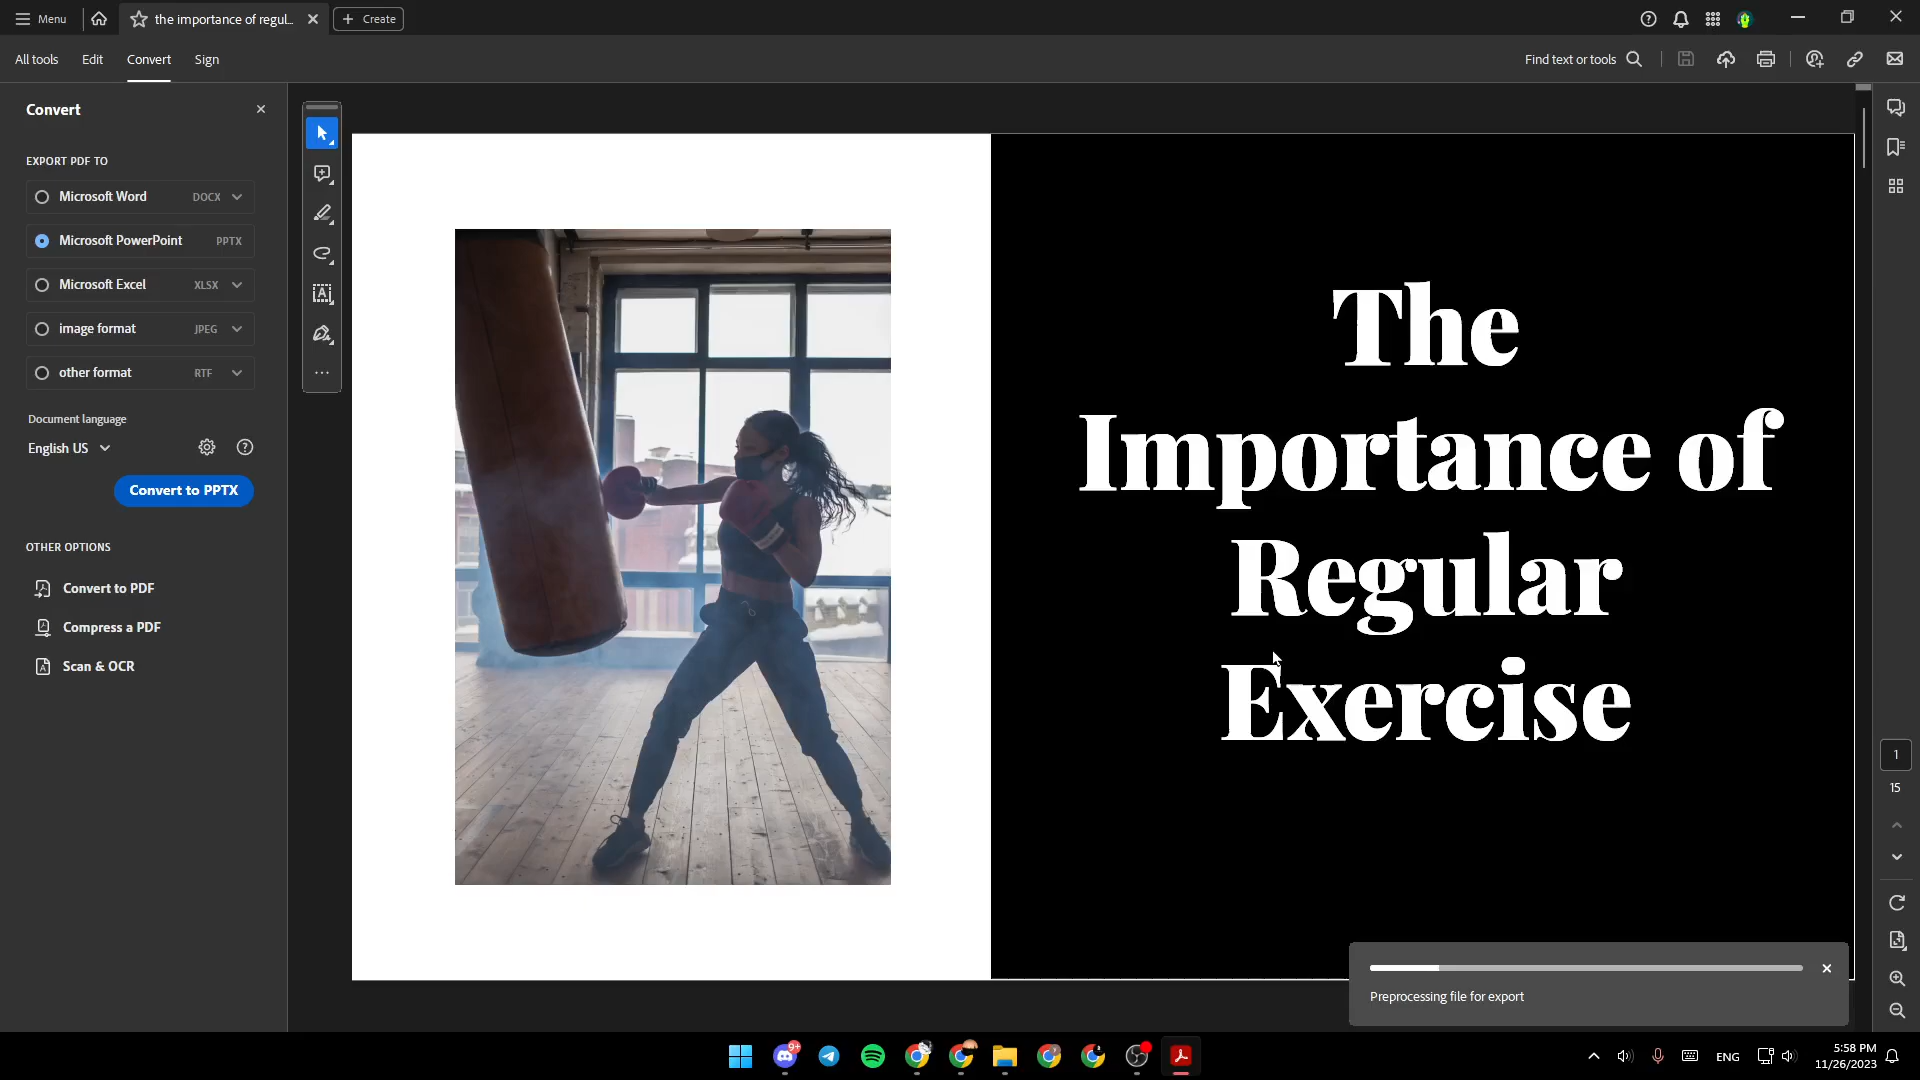 Menu
the importance of regul...
Create
All tools
Edit
Convert
Sign
Find text or tools
Convert
EXPORT PDF TO
Microsoft Word DOCX
Microsoft PowerPoint PPTX
Microsoft Excel XLSX
image format JPEG
other format RTF
Document language
English US
Convert to PPTX
OTHER OPTIONS
Convert to PDF
Compress a PDF
Scan & OCR
The
Importance of
Regular
Exercise
1
15
Preprocessing file for export
9+
ENG
5:58 PM
11/26/2023